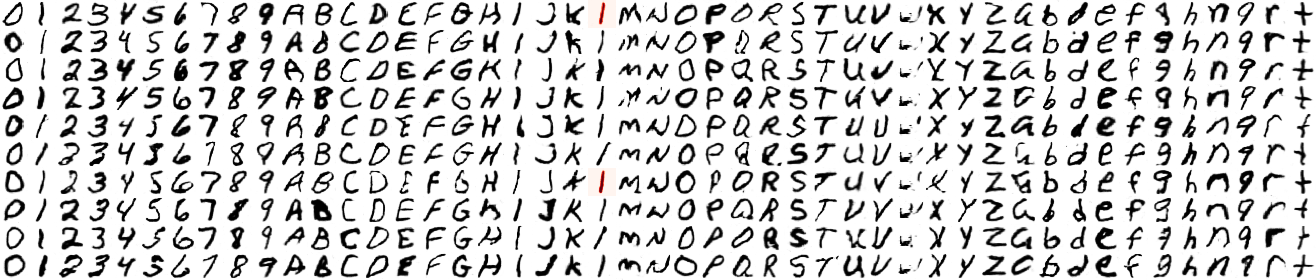 0 1 2 3 4 5 6 7 8 9 A B C D E F G H I J K l M N O P O R S T U V X Y Z a b d e f g h n q r t
0 1 2 3 4 5 6 7 8 9 A B C D E F G H I J K l M N O P Q R S T U V X Y Z a b d e f g h n q r t
0 1 2 3 4 5 6 7 8 9 A B C D E F G K I J K l M N O P Q R S T U V Y Y Z a b d e f g h n q r t
0 1 2 3 4 5 6 7 8 9 A B C D E F G H I J K l M N O P Q R S T U V X Y Z a b d e f g h n q r t
0 1 2 3 4 5 6 7 8 9 A B C D E F G H I J K l M N D P Q R S T U U X Y Z a b d e f g h n q r t
0 1 2 3 4 5 6 7 8 9 A B C D E F G H I J K l M N O P Q R S T U V X Y Z a b d e f g h n q r t
0 1 2 3 4 5 6 7 8 9 A B C D E F G H I J K l M N O P O R S T U V X Y Z a b d e f g h n q r t
0 1 2 3 4 5 6 7 8 9 A B C D E F G H I J K l M N O P Q R S T U V X Y Z a b d e f g h n q r t
0 1 2 3 4 5 6 7 8 9 A B C D E F G H I J K l M N O P O R S T U V X Y Z a b d e f g h n q r t
0 1 2 3 4 5 6 7 8 9 A B C D E F G H I J K l M N O P Q R S T U V X Y Z a b d e f g h n q r t